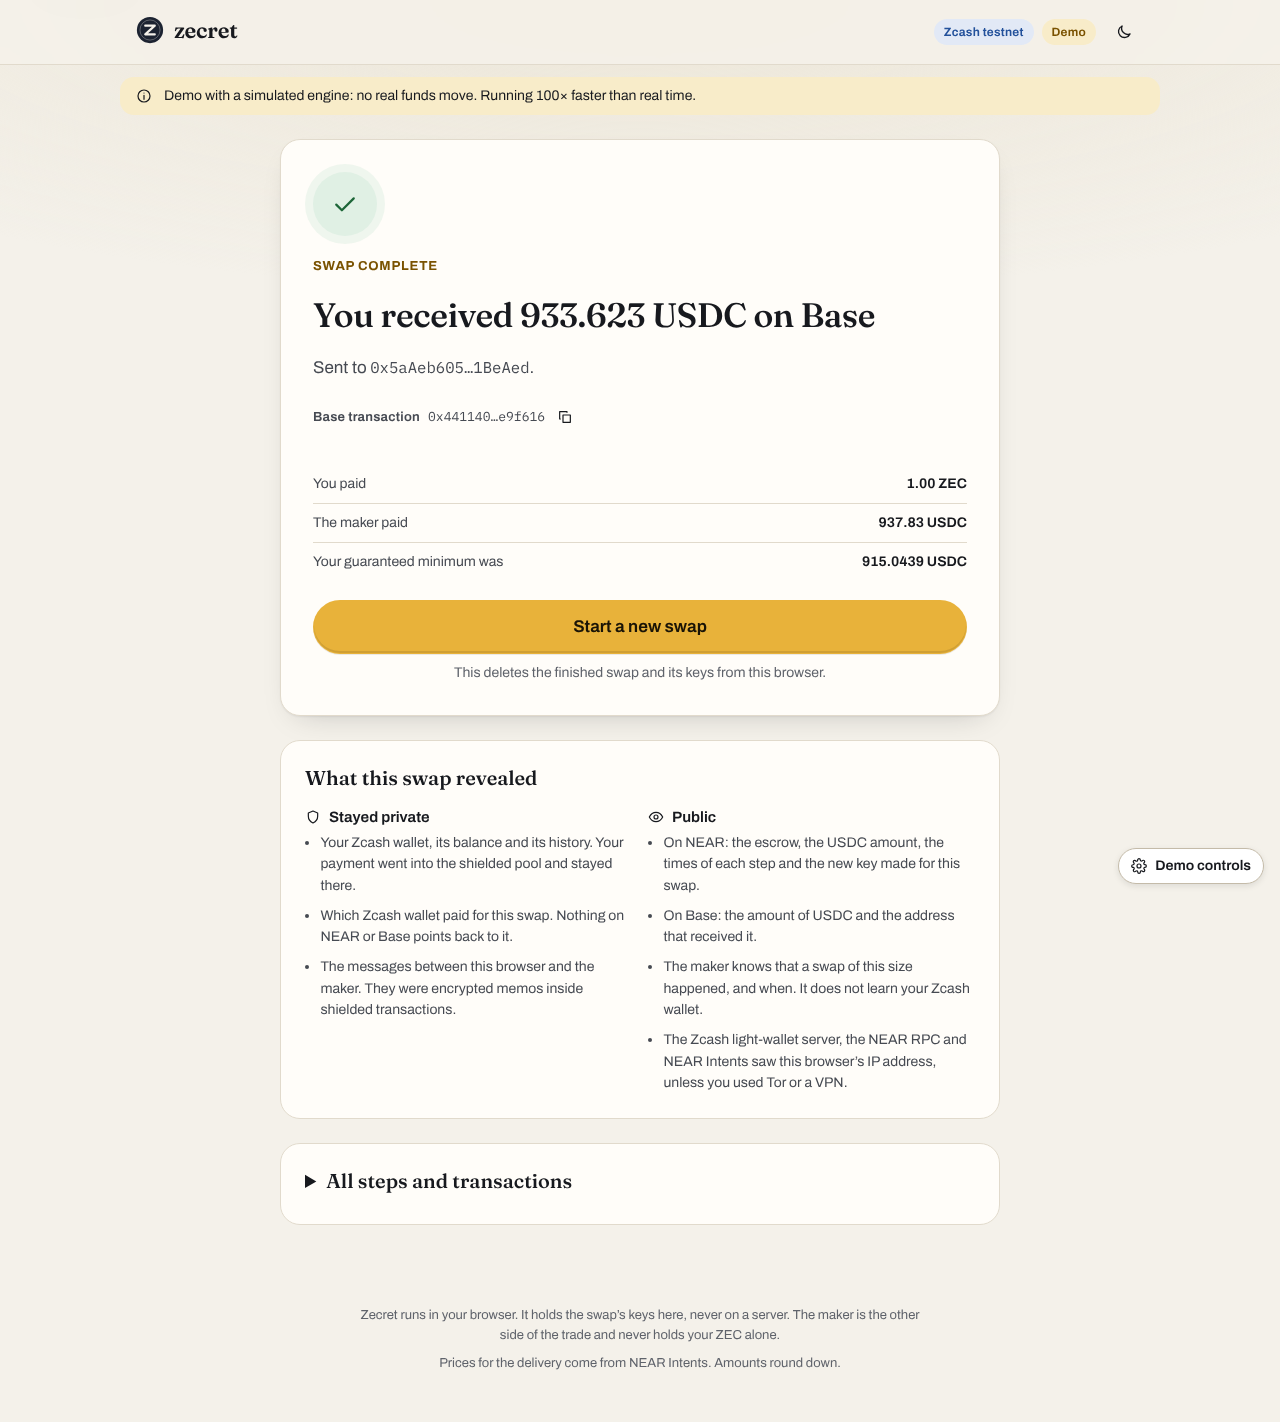 zecret
Zcash testnet
Demo
Demo with a simulated engine: no real funds move. Running 100× faster than real time.
SWAP COMPLETE
You received 933.623 USDC on Base
Sent to 0x5aAeb605…1BeAed.
Base transaction 0x441140…e9f616
You paid 1.00 ZEC
The maker paid 937.83 USDC
Your guaranteed minimum was 915.0439 USDC
Start a new swap
This deletes the finished swap and its keys from this browser.
What this swap revealed
Stayed private
• Your Zcash wallet, its balance and its history. Your
payment went into the shielded pool and stayed
there.
• Which Zcash wallet paid for this swap. Nothing on
NEAR or Base points back to it.
• The messages between this browser and the
maker. They were encrypted memos inside
shielded transactions.
Public
• On NEAR: the escrow, the USDC amount, the
times of each step and the new key made for this
swap.
• On Base: the amount of USDC and the address
that received it.
• The maker knows that a swap of this size
happened, and when. It does not learn your Zcash
wallet.
• The Zcash light-wallet server, the NEAR RPC and
NEAR Intents saw this browser’s IP address,
unless you used Tor or a VPN.
Demo controls
All steps and transactions
Zecret runs in your browser. It holds the swap’s keys here, never on a server. The maker is the other
side of the trade and never holds your ZEC alone.
Prices for the delivery come from NEAR Intents. Amounts round down.